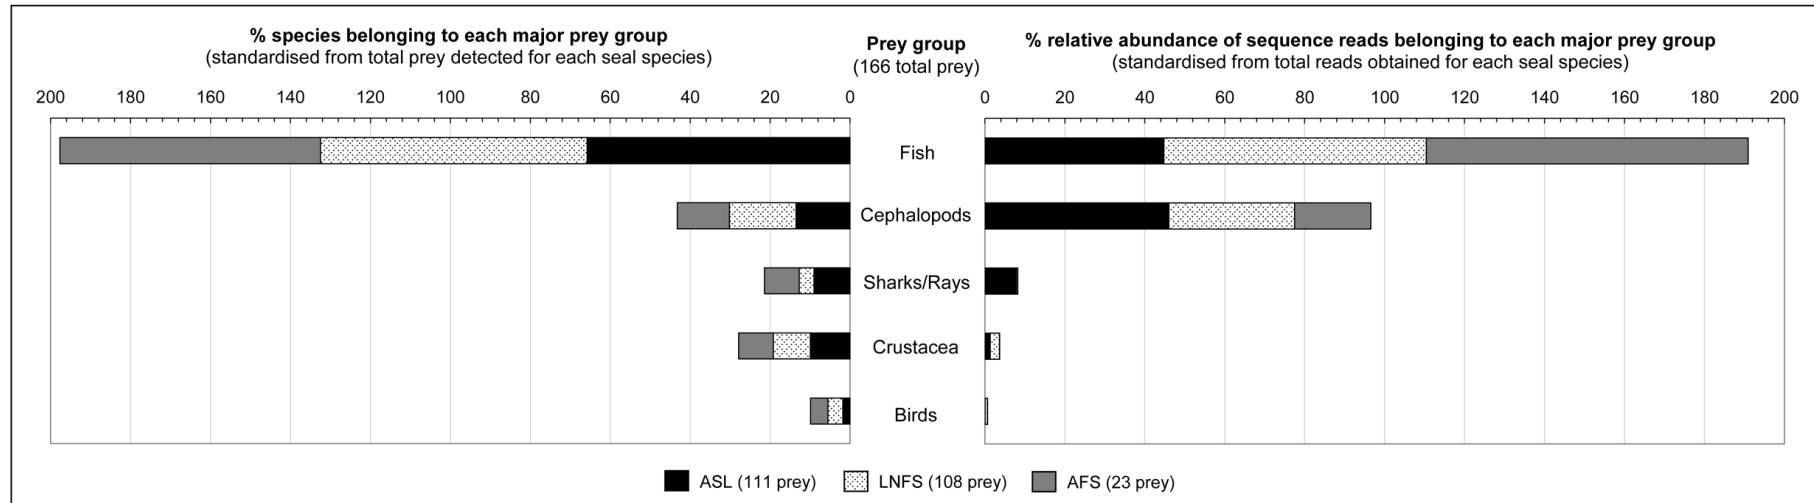 % species belonging to each major prey group
(standardised from total prey detected for each seal species)
Prey group
(166 total prey)
% relative abundance of sequence reads belonging to each major prey group
(standardised from total reads obtained for each seal species)
200 180 160 140 120 100 80 60 40 20 0
0 20 40 60 80 100 120 140 160 180 200
Fish
Cephalopods
Sharks/Rays
Crustacea
Birds
ASL (111 prey) LNFS (108 prey) AFS (23 prey)